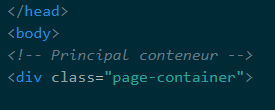 </head>
<body>
<!-- Principal conteneur -->
<div class="page-container">